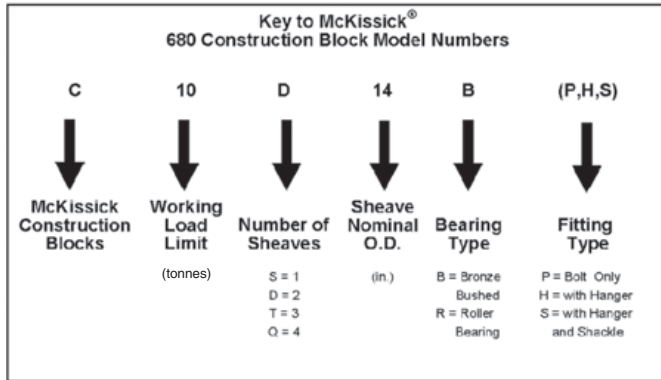 Key to McKissick®
680 Construction Block Model Numbers
C 10 D 14 B (P,H,S)
McKissick Construction Blocks
Working Load Limit
(tonnes)
Number of Sheaves
S = 1
D = 2
T = 3
Q = 4
Sheave Nominal O.D.
(in.)
Bearing Type
B = Bronze
Bushed
R = Roller
Bearing
Fitting Type
P = Bolt Only
H = with Hanger
S = with Hanger
and Shackle